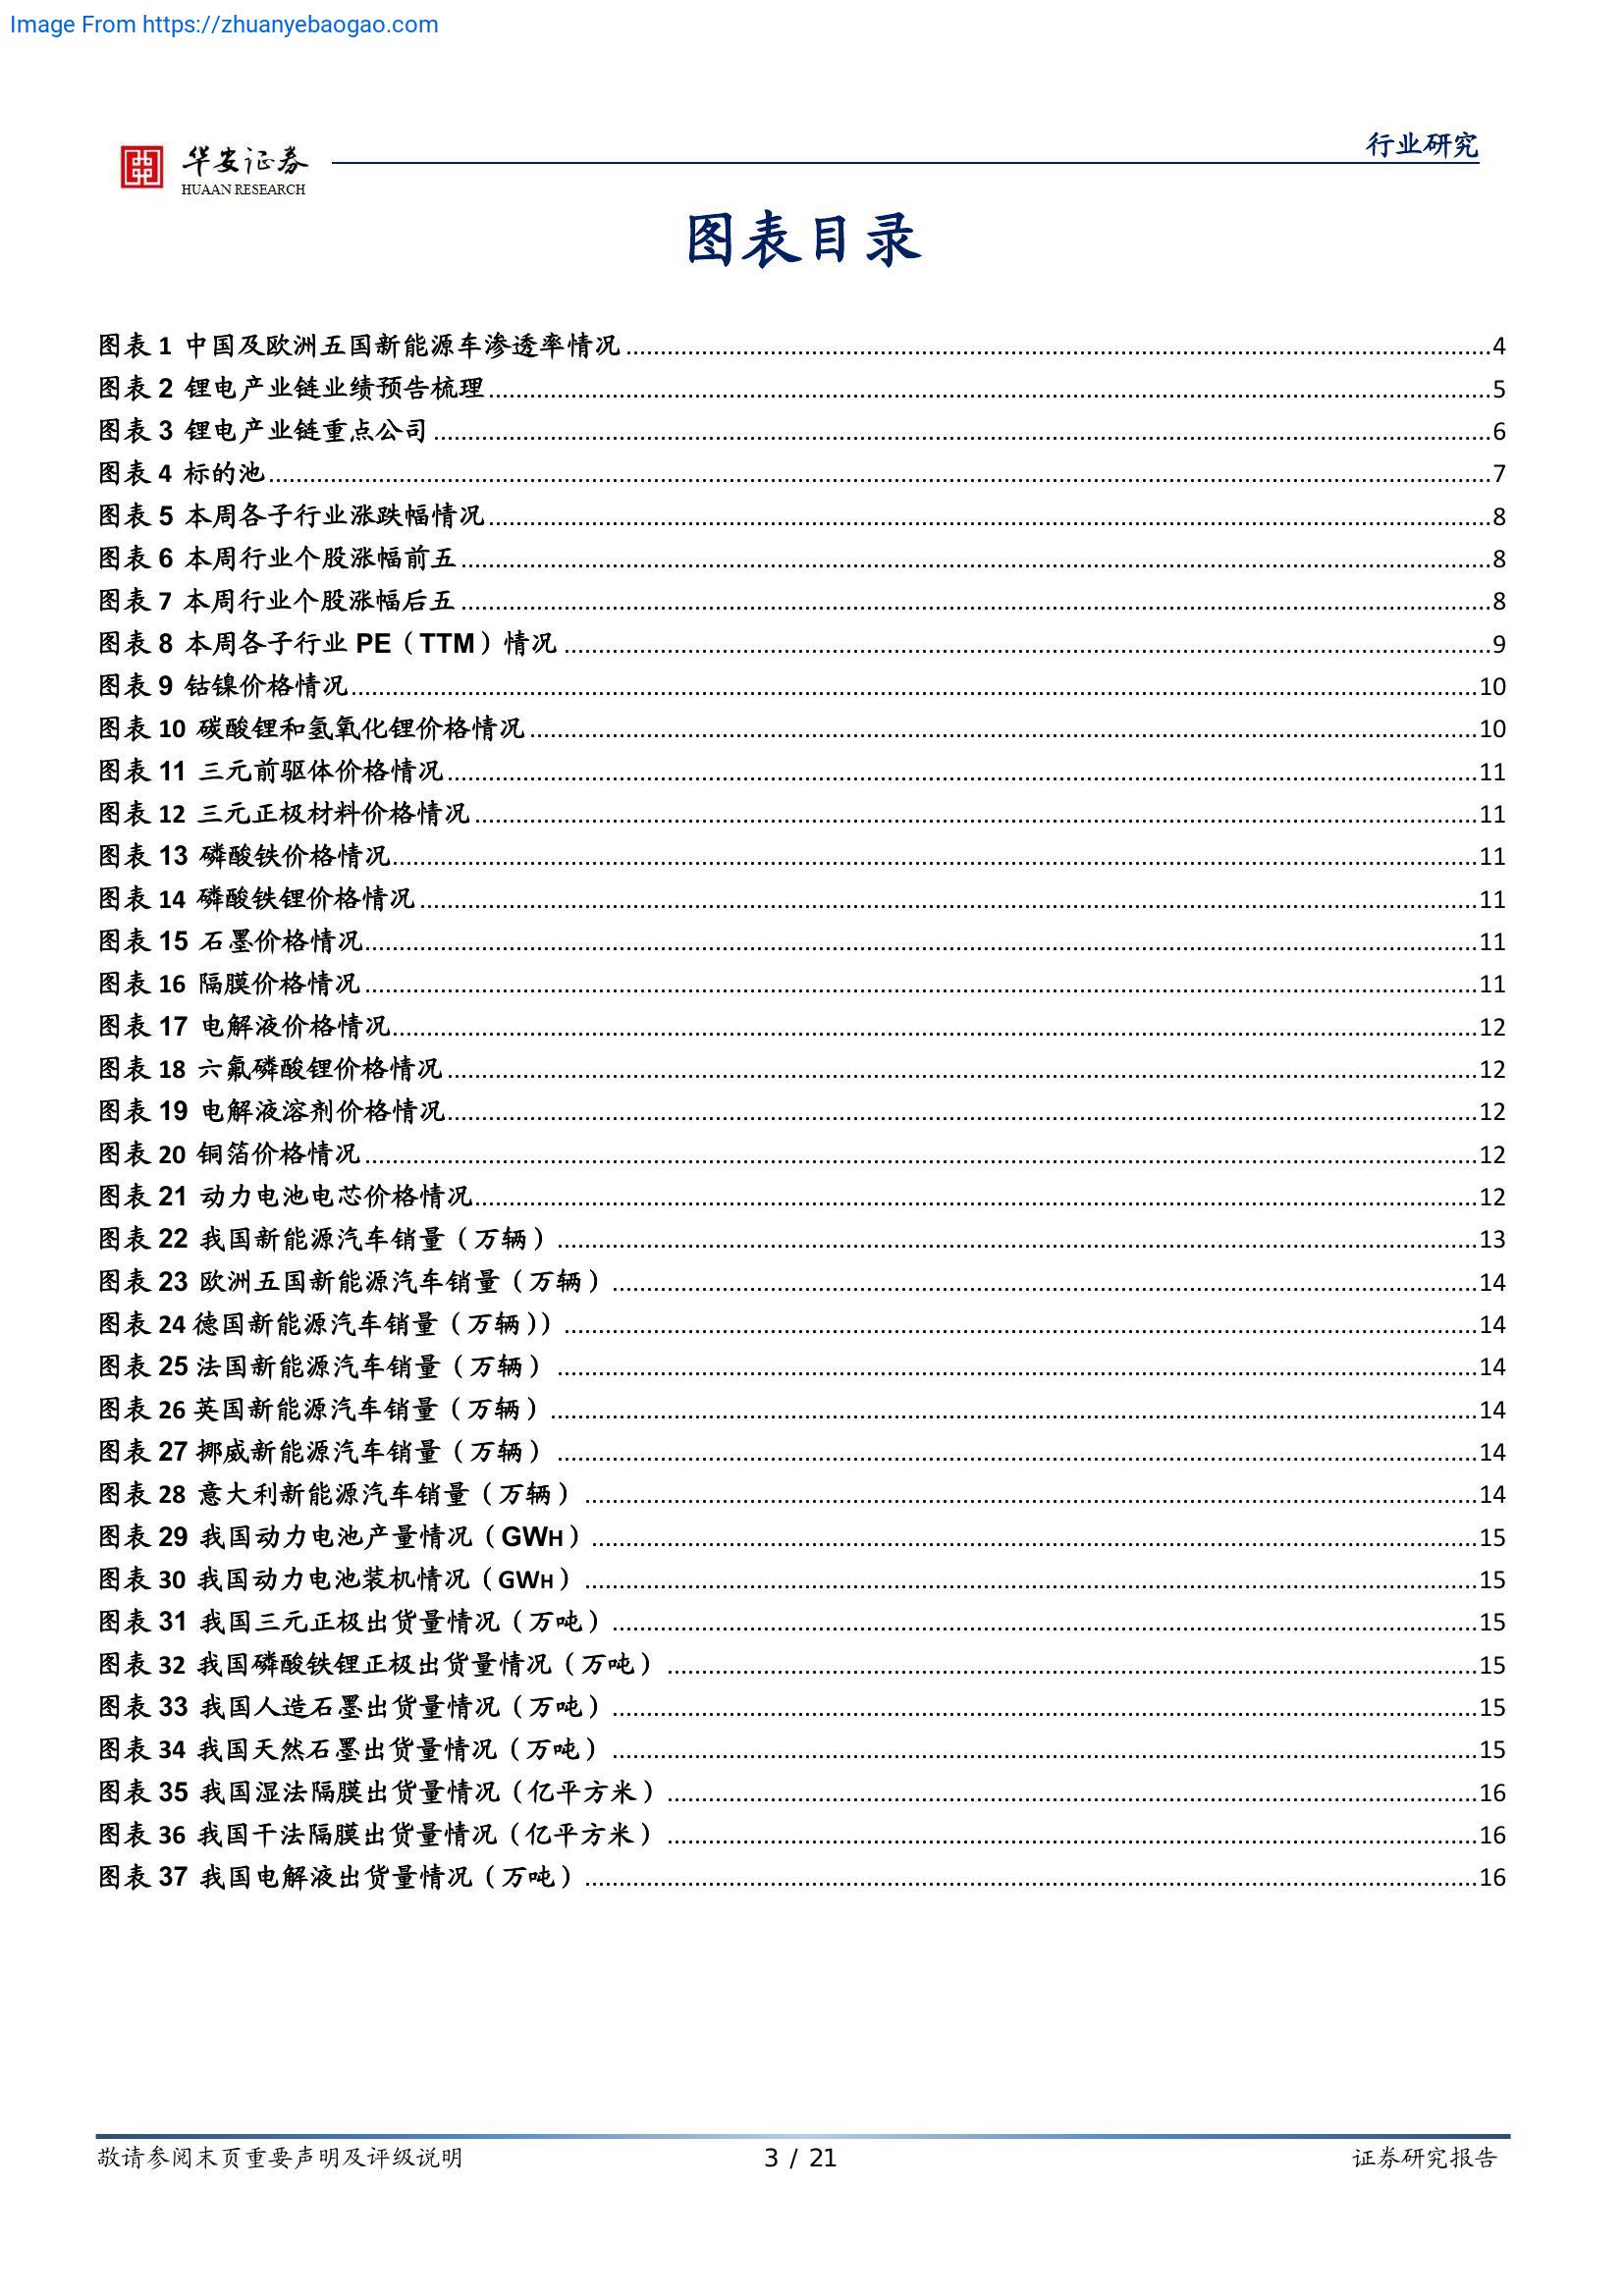 Image From https://zhuanyebaogao.com
行业研究
华安证券
HUAAN RESEARCH
图表目录
图表 1 中国及欧洲五国新能源车渗透率情况....................4
图表 2 锂电产业链业绩预告梳理....................5
图表 3 锂电产业链重点公司....................6
图表 4 标的池....................7
图表 5 本周各子行业涨跌幅情况....................8
图表 6 本周行业个股涨幅前五....................8
图表 7 本周行业个股涨幅后五....................8
图表 8 本周各子行业 PE（TTM）情况....................9
图表 9 钴镍价格情况....................10
图表 10 碳酸锂和氢氧化锂价格情况....................10
图表 11 三元前驱体价格情况....................11
图表 12 三元正极材料价格情况....................11
图表 13 磷酸铁价格情况....................11
图表 14 磷酸铁锂价格情况....................11
图表 15 石墨价格情况....................11
图表 16 隔膜价格情况....................11
图表 17 电解液价格情况....................12
图表 18 六氟磷酸锂价格情况....................12
图表 19 电解液溶剂价格情况....................12
图表 20 铜箔价格情况....................12
图表 21 动力电池电芯价格情况....................12
图表 22 我国新能源汽车销量（万辆）....................13
图表 23 欧洲五国新能源汽车销量（万辆）....................14
图表 24 德国新能源汽车销量（万辆））....................14
图表 25 法国新能源汽车销量（万辆）....................14
图表 26 英国新能源汽车销量（万辆）....................14
图表 27 挪威新能源汽车销量（万辆）....................14
图表 28 意大利新能源汽车销量（万辆）....................14
图表 29 我国动力电池产量情况（GWH）....................15
图表 30 我国动力电池装机情况（GWH）....................15
图表 31 我国三元正极出货量情况（万吨）....................15
图表 32 我国磷酸铁锂正极出货量情况（万吨）....................15
图表 33 我国人造石墨出货量情况（万吨）....................15
图表 34 我国天然石墨出货量情况（万吨）....................15
图表 35 我国湿法隔膜出货量情况（亿平方米）....................16
图表 36 我国干法隔膜出货量情况（亿平方米）....................16
图表 37 我国电解液出货量情况（万吨）....................16
敬请参阅末页重要声明及评级说明 3 / 21 证券研究报告